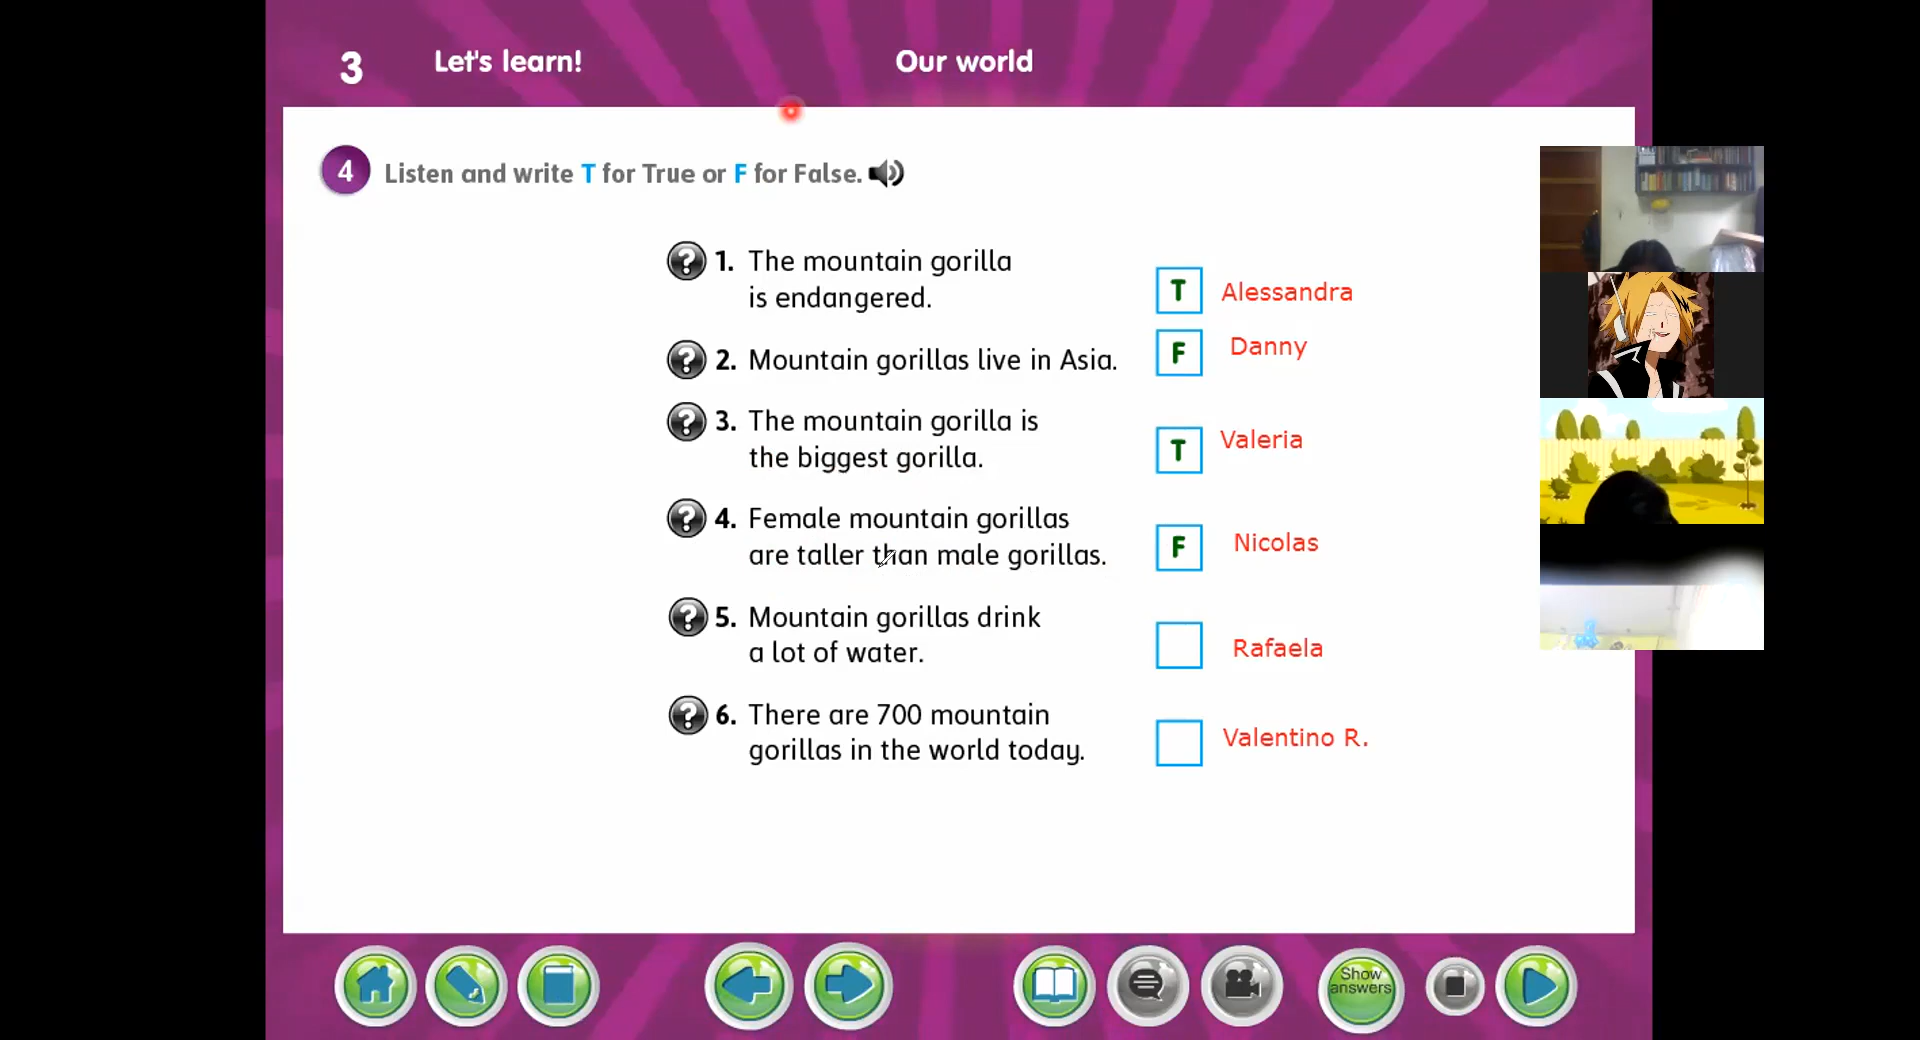 3 Let's learn! Our world
4 Listen and write T for True or F for False.
1. The mountain gorilla
is endangered.
T Alessandra
2. Mountain gorillas live in Asia. F Danny
3. The mountain gorilla is
the biggest gorilla.
T Valeria
4. Female mountain gorillas
are taller than male gorillas.
F Nicolas
5. Mountain gorillas drink
a lot of water.
Rafaela
6. There are 700 mountain
gorillas in the world today.
Valentino R.
Show
answers